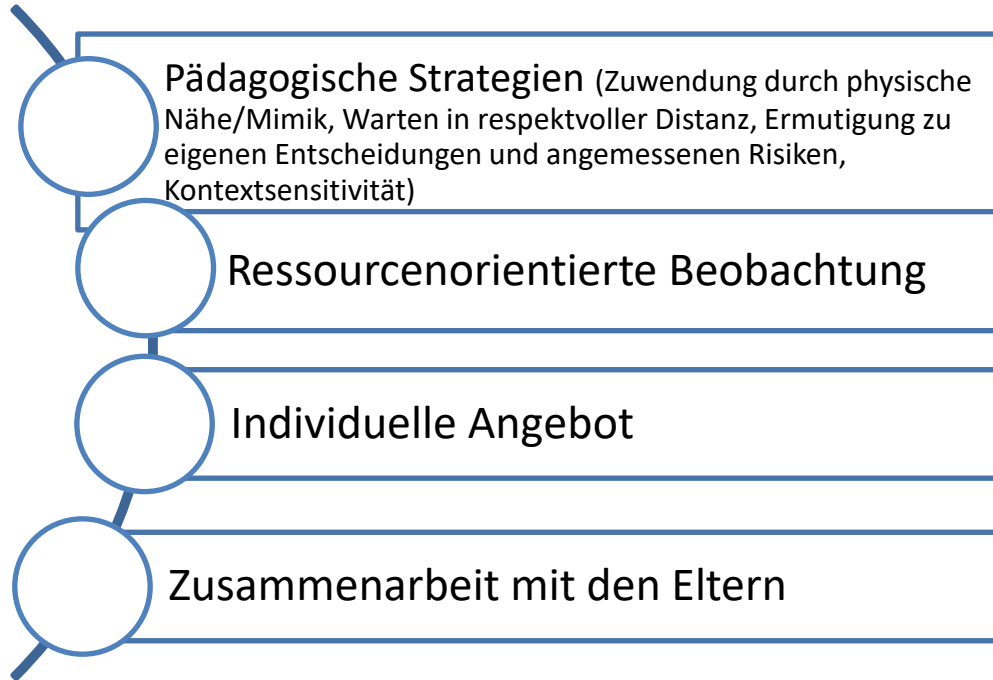 Pädagogische Strategien (Zuwendung durch physische
Nähe/Mimik, Warten in respektvoller Distanz, Ermutigung zu
eigenen Entscheidungen und angemessenen Risiken,
Kontextsensitivität)
Ressourcenorientierte Beobachtung
Individuelle Angebot
Zusammenarbeit mit den Eltern